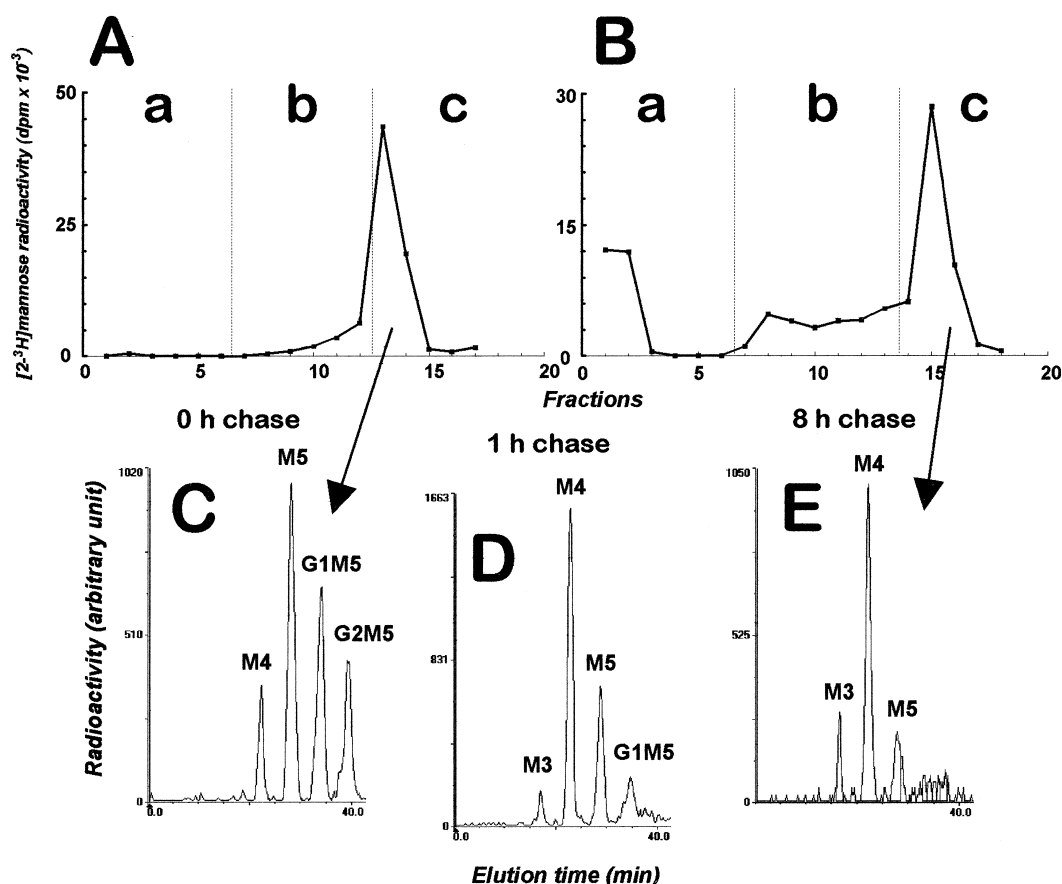 A
B
[2-³H]mannose radioactivity (dpm x 10⁻³)
50
25
0
a
b
c
0
5
10
15
20
30
15
0
a
b
c
0
5
10
15
20
Fractions
0 h chase
1 h chase
8 h chase
Radioactivity (arbitrary unit)
1020
510
0
C
M4
M5
G1M5
G2M5
0.0
40.0
1663
831
0
D
M3
M4
M5
G1M5
0.0
40.0
1050
525
0
E
M3
M4
M5
0.0
40.0
Elution time (min)